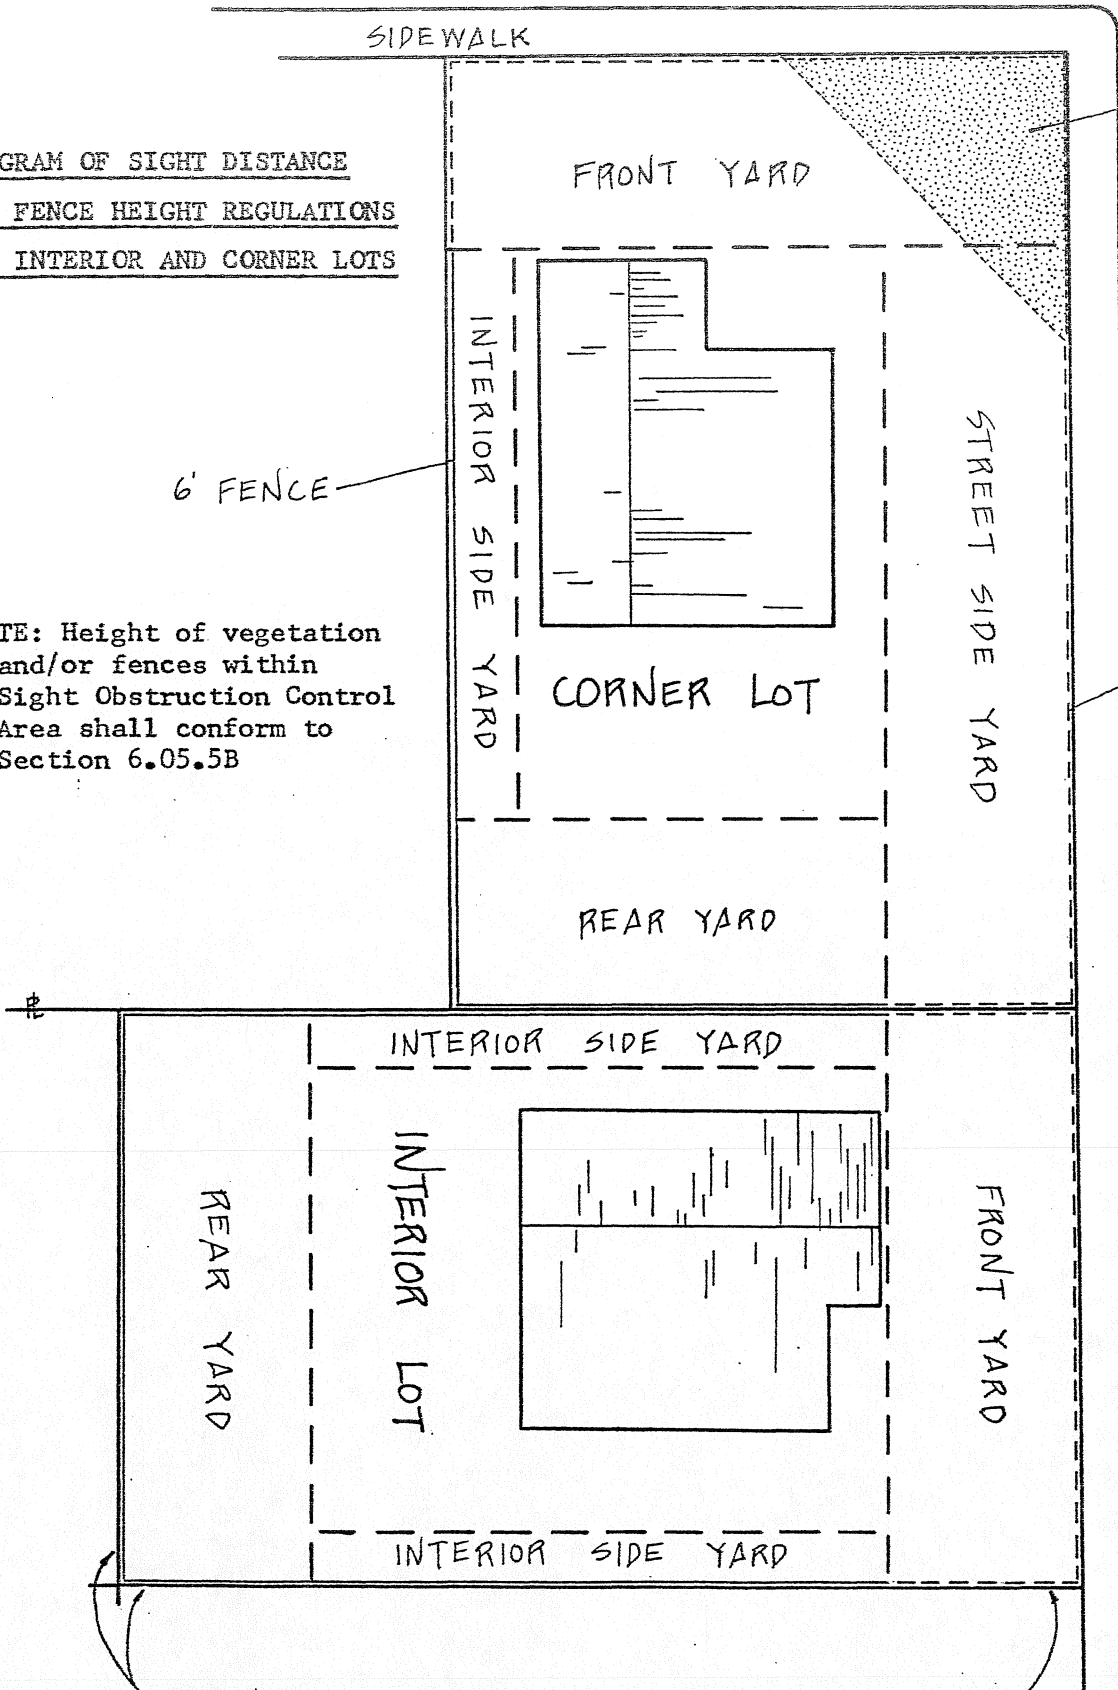 SIDEWALK
GRAM OF SIGHT DISTANCE
FENCE HEIGHT REGULATIONS
INTERIOR AND CORNER LOTS
FRONT YARD
INTERIOR SIDE YARD
STREET SIDE YARD
6' FENCE
TE: Height of vegetation
and/or fences within
Sight Obstruction Control
Area shall conform to
Section 6.05.5B
CORNER LOT
REAR YARD
PL
INTERIOR SIDE YARD
REAR YARD
INTERIOR LOT
FRONT YARD
INTERIOR SIDE YARD